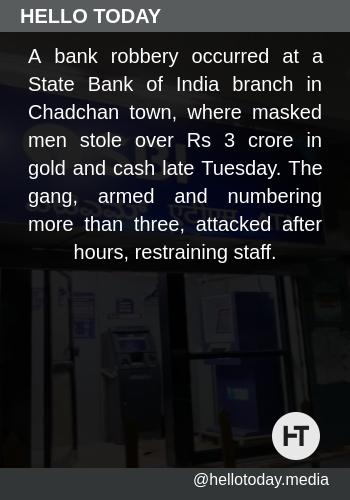 HELLO TODAY
A bank robbery occurred at a
State Bank of India branch in
Chadchan town, where masked
men stole over Rs 3 crore in
gold and cash late Tuesday. The
gang, armed and numbering
more than three, attacked after
hours, restraining staff.
HT
@hellotoday.media